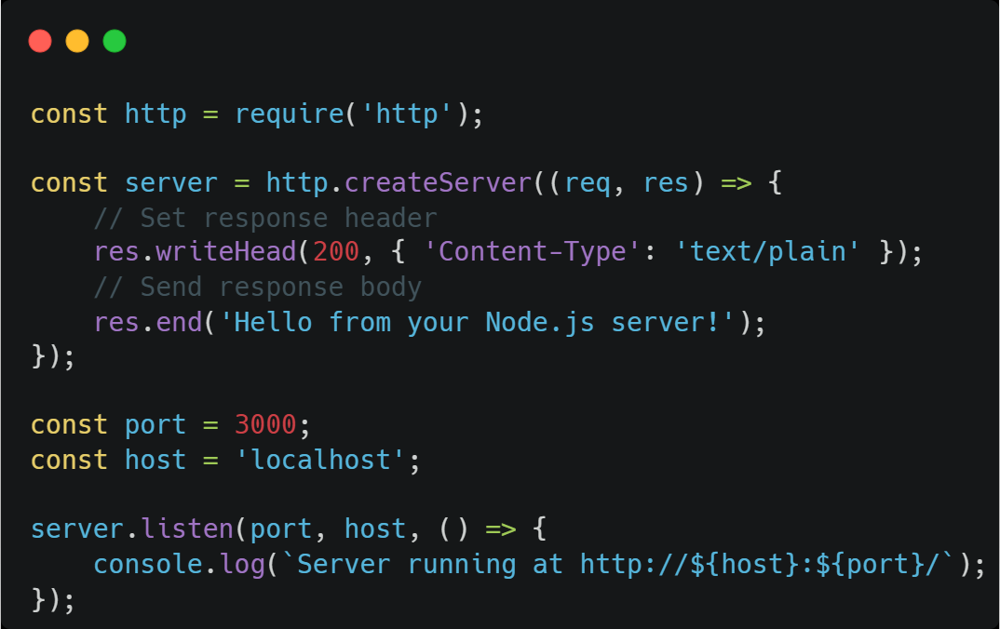 const http = require('http');

const server = http.createServer((req, res) => {
    // Set response header
    res.writeHead(200, { 'Content-Type': 'text/plain' });
    // Send response body
    res.end('Hello from your Node.js server!');
});

const port = 3000;
const host = 'localhost';

server.listen(port, host, () => {
    console.log(`Server running at http://${host}:${port}/`);
});